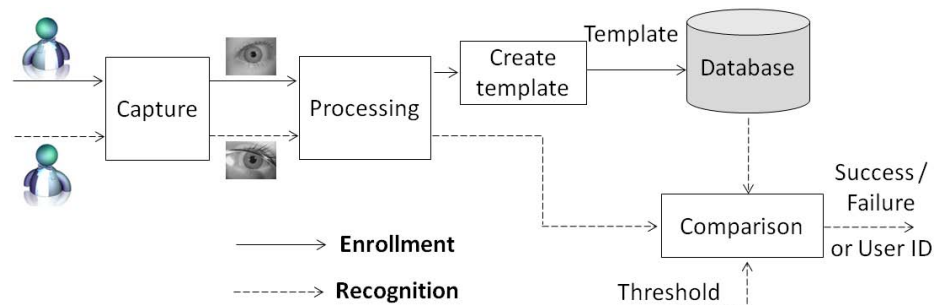 Capture
Processing
Create
template
Template
Database
Comparison
Success /
Failure
or User ID
Threshold
Enrollment
Recognition